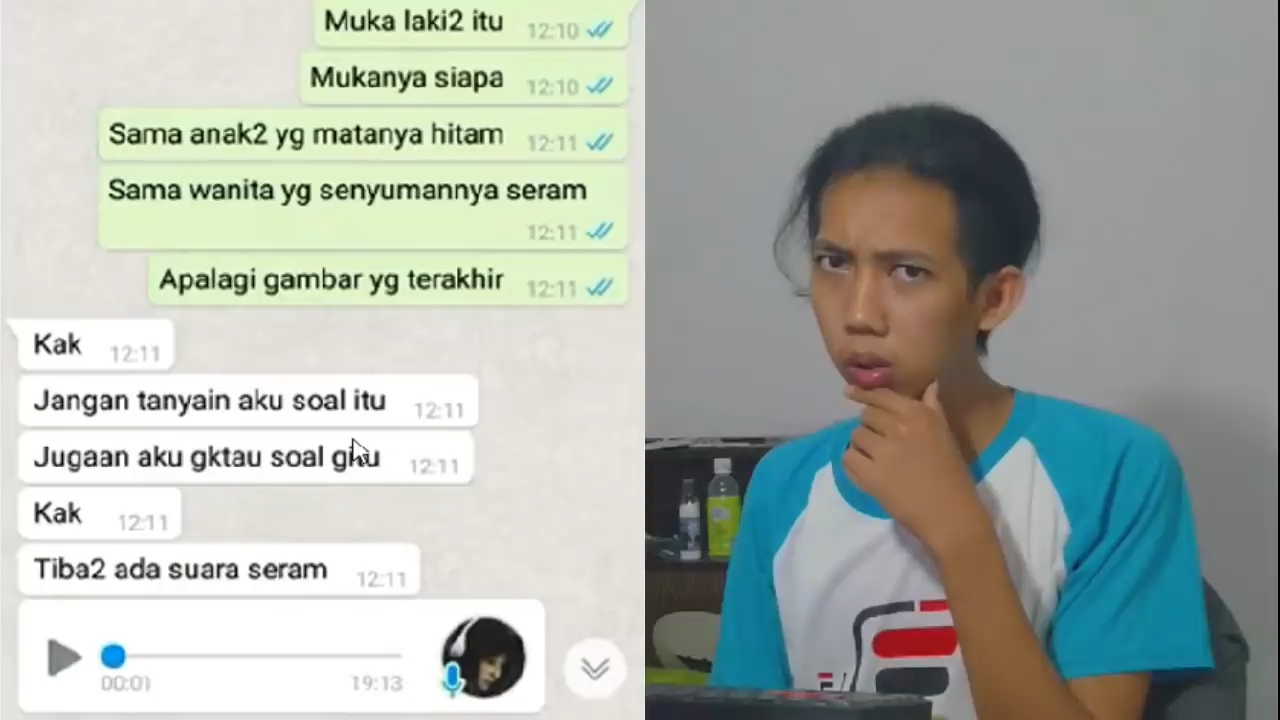 Muka laki2 itu 12:10
Mukanya siapa 12:10
Sama anak2 yg matanya hitam 12:11
Sama wanita yg senyumannya seram
12:11
Apalagi gambar yg terakhir 12:11
Kak 12:11
Jangan tanyain aku soal itu 12:11
Jugaan aku gktau soal gitu 12:11
Kak 12:11
Tiba2 ada suara seram 12:11
00:01 19:13